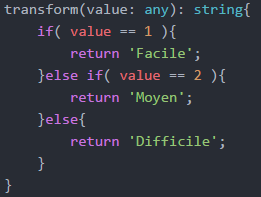 transform(value: any): string{
    if( value == 1 ){
        return 'Facile';
    }else if( value == 2 ){
        return 'Moyen';
    }else{
        return 'Difficile';
    }
}